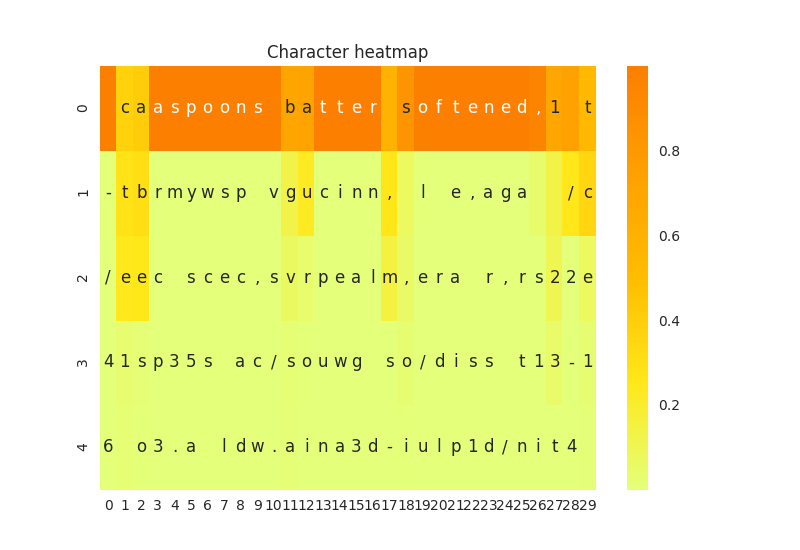 Character heatmap
0 c a a s p o o n s b a t t e r s o f t e n e d , 1 t
1 - t b r m y w s p v g u c i n n , l e , a g a / c
2 / e e c s c e c , s v r p e a l m , e r a r , r s 2 2 e
3 4 1 s p 3 5 s a c / s o u w g s o / d i s s t 1 3 - 1
4 6 o 3 . a l d w . a i n a 3 d - i u l p 1 d / n i t 4
0 1 2 3 4 5 6 7 8 9 10 11 12 13 14 15 16 17 18 19 20 21 22 23 24 25 26 27 28 29
0.8
0.6
0.4
0.2